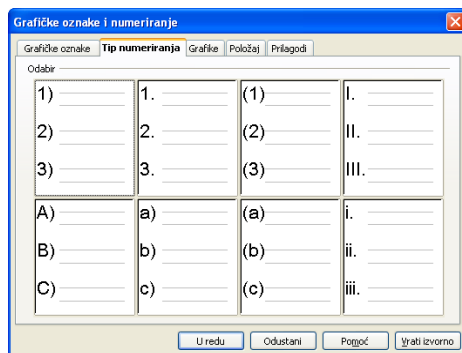 Grafičke oznake i numeriranje
Grafičke oznake Tip numeriranja Grafike Položaj Prilagodi
Odabir
1) 1. (1) I.
2) 2. (2) II.
3) 3. (3) III.
A) a) (a) i.
B) b) (b) ii.
C) c) (c) iii.
U redu Odustani Pomoć Vrati izvorno